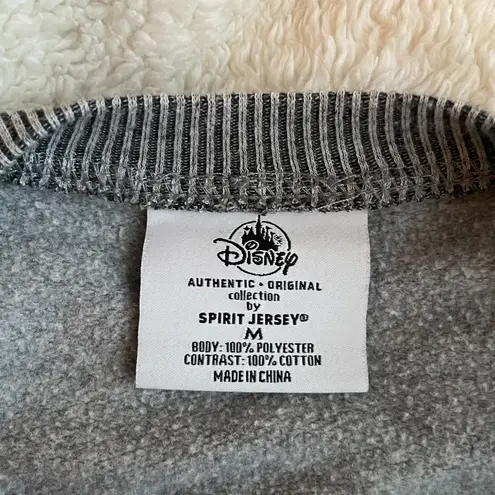 Disney
AUTHENTIC • ORIGINAL
collection
by
SPIRIT JERSEY®
M
BODY: 100% POLYESTER
CONTRAST: 100% COTTON
MADE IN CHINA